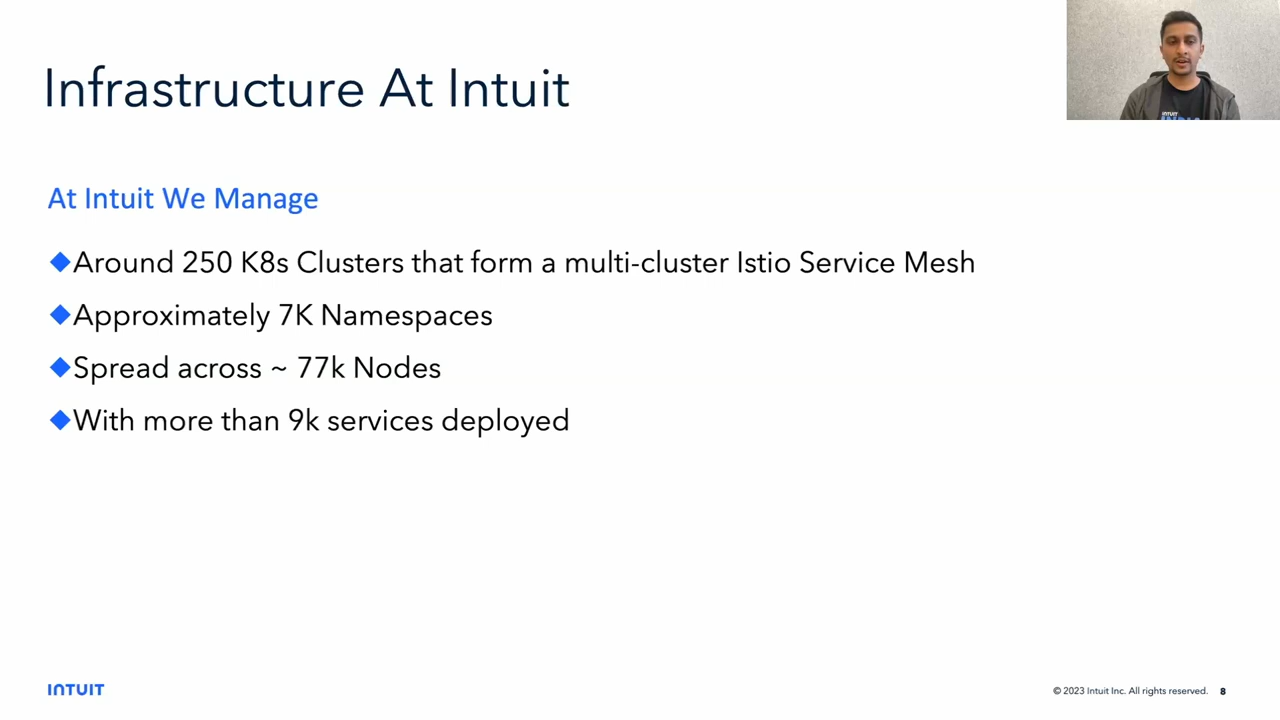 Infrastructure At Intuit
INTUIT
At Intuit We Manage
Around 250 K8s Clusters that form a multi-cluster Istio Service Mesh
Approximately 7K Namespaces
Spread across ~ 77k Nodes
With more than 9k services deployed
INTUIT
© 2023 Intuit Inc. All rights reserved. 8